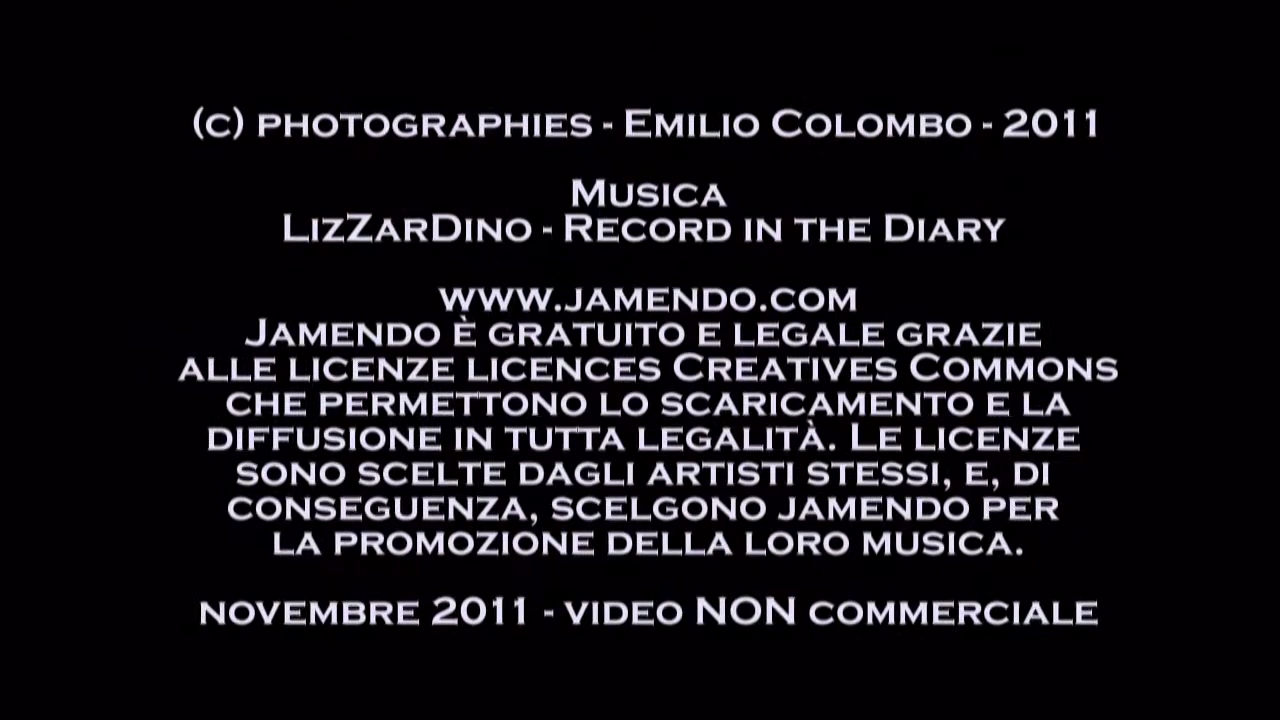 (c) photographies - Emilio Colombo - 2011
Musica
LizZarDino - Record in the Diary
www.jamendo.com
Jamendo è gratuito e legale grazie
alle licenze licences Creatives Commons
che permettono lo scaricamento e la
diffusione in tutta legalità. Le licenze
sono scelte dagli artisti stessi, e, di
conseguenza, scelgono jamendo per
la promozione della loro musica.
novembre 2011 - video NON commerciale